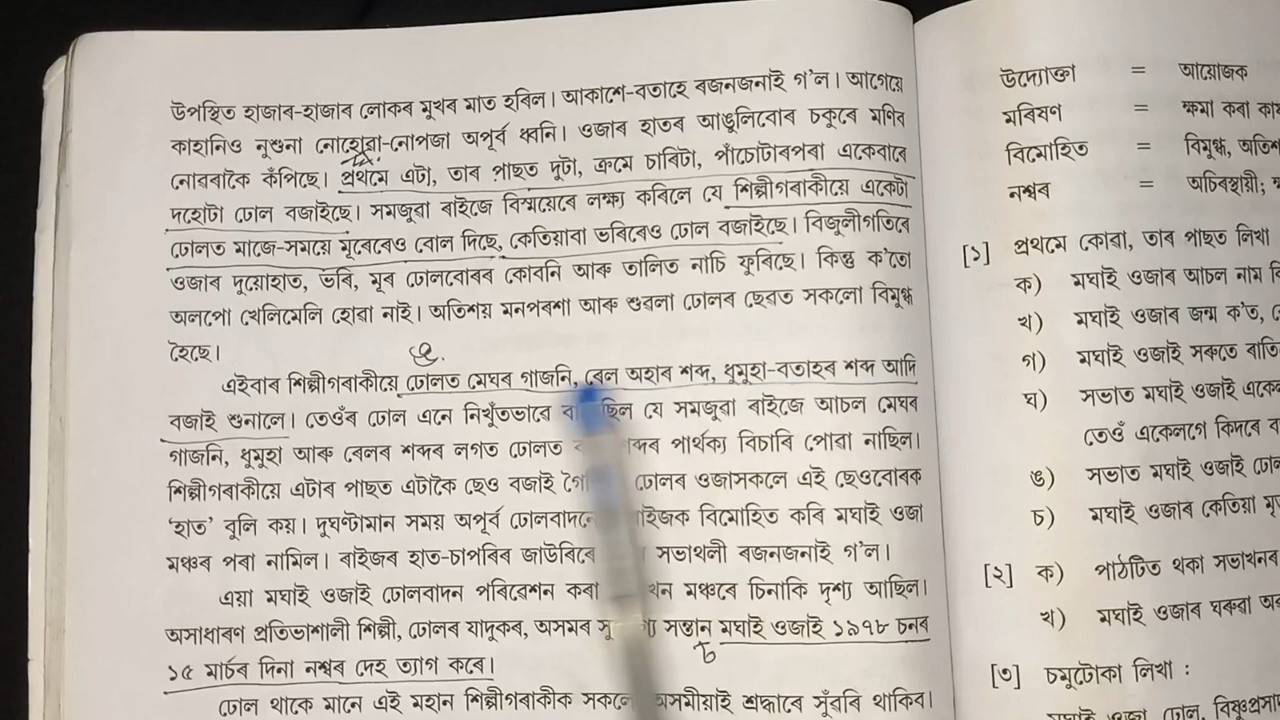 উপস্থিত হাজাৰ-হাজাৰ লোকৰ মুখৰ মাত হৰিল। আকাশে-বতাহে ৰজনজনাই গ'ল। আগেয়ে
কাহানিও নুশুনা নোহোৱা-নোপজা অপূৰ্ব ধ্বনি। ওজাৰ হাতৰ আঙুলিবোৰ চকুৰে মণিব
নোৱৰাকৈ কঁপিছে। প্ৰথমে এটা, তাৰ পাছত দুটা, ক্ৰমে চাৰিটা, পাঁচোটাৰপৰা একেবাৰে
দহোটা ঢোল বজাইছে। সমজুৱা ৰাইজে বিস্ময়েৰে লক্ষ্য কৰিলে যে শিল্পীগৰাকীয়ে একেটা
ঢোলত মাজে-সময়ে মূৰেৰেও বোল দিছে, কেতিয়াবা ভৰিৰেও ঢোল বজাইছে। বিজুলীগতিৰে
ওজাৰ দুয়োহাত, ভৰি, মূৰ ঢোলবোৰৰ কোবনি আৰু তালিত নাচি ফুৰিছে। কিন্তু ক'তো
অলপো খেলিমেলি হোৱা নাই। অতিশয় মনপৰশা আৰু শুৱলা ঢোলৰ ছেৱত সকলো বিমুগ্ধ
হৈছে।
ঙ.
এইবাৰ শিল্পীগৰাকীয়ে ঢোলত মেঘৰ গাজনি, ৰেল অহাৰ শব্দ, ধুমুহা-বতাহৰ শব্দ আদি
বজাই শুনালে। তেওঁৰ ঢোল এনে নিখুঁতভাৱে যে সমজুৱা ৰাইজে আচল মেঘৰ
গাজনি, ধুমুহা আৰু ৰেলৰ শব্দৰ লগত ঢোলত পাৰ্থক্য বিচাৰি পোৱা নাছিল।
শিল্পীগৰাকীয়ে এটাৰ পাছত এটাকৈ ছেও বজাই ঢোলৰ ওজাসকলে এই ছেওবোৰক
'হাত' বুলি কয়। দুঘণ্টামান সময় অপূৰ্ব বিমোহিত কৰি মঘাই ওজা
মঞ্চৰ পৰা নামিল। ৰাইজৰ হাত-চাপৰিৰ জাউৰিৰে সভাথলী ৰজনজনাই গ'ল।
এয়া মঘাই ওজাই ঢোলবাদন পৰিৱেশন কৰা মঞ্চৰে চিনাকি দৃশ্য আছিল।
অসাধাৰণ প্ৰতিভাশালী শিল্পী, ঢোলৰ যাদুকৰ, অসমৰ সন্তান মঘাই ওজাই ১৯৭৮ চনৰ
চ
১৫ মাৰ্চৰ দিনা নশ্বৰ দেহ ত্যাগ কৰে।
ঢোল থাকে মানে এই মহান শিল্পীগৰাকীক সকলো অসমীয়াই শ্ৰদ্ধাৰে সুঁৱৰি থাকিব।
উদ্যোক্তা = আয়োজক
মৰিষণ = ক্ষমা কৰা
বিমোহিত = বিমুগ্ধ,
নশ্বৰ = অচিৰস্থায়ী;
[১] প্ৰথমে কোৱা, তাৰ পাছত লিখা
ক) মঘাই ওজাৰ আচল নাম
খ) মঘাই ওজাৰ জন্ম ক'ত,
গ) মঘাই ওজাই সৰুতে
ঘ) সভাত মঘাই ওজাই
তেওঁ একেলগে কিদৰে
ঙ) সভাত মঘাই ওজাই
চ) মঘাই ওজাৰ কেতিয়া
[২] ক) পাঠটিত থকা সভাখনৰ
খ) মঘাই ওজাৰ ঘৰুৱা
[৩] চমুটোকা লিখা :